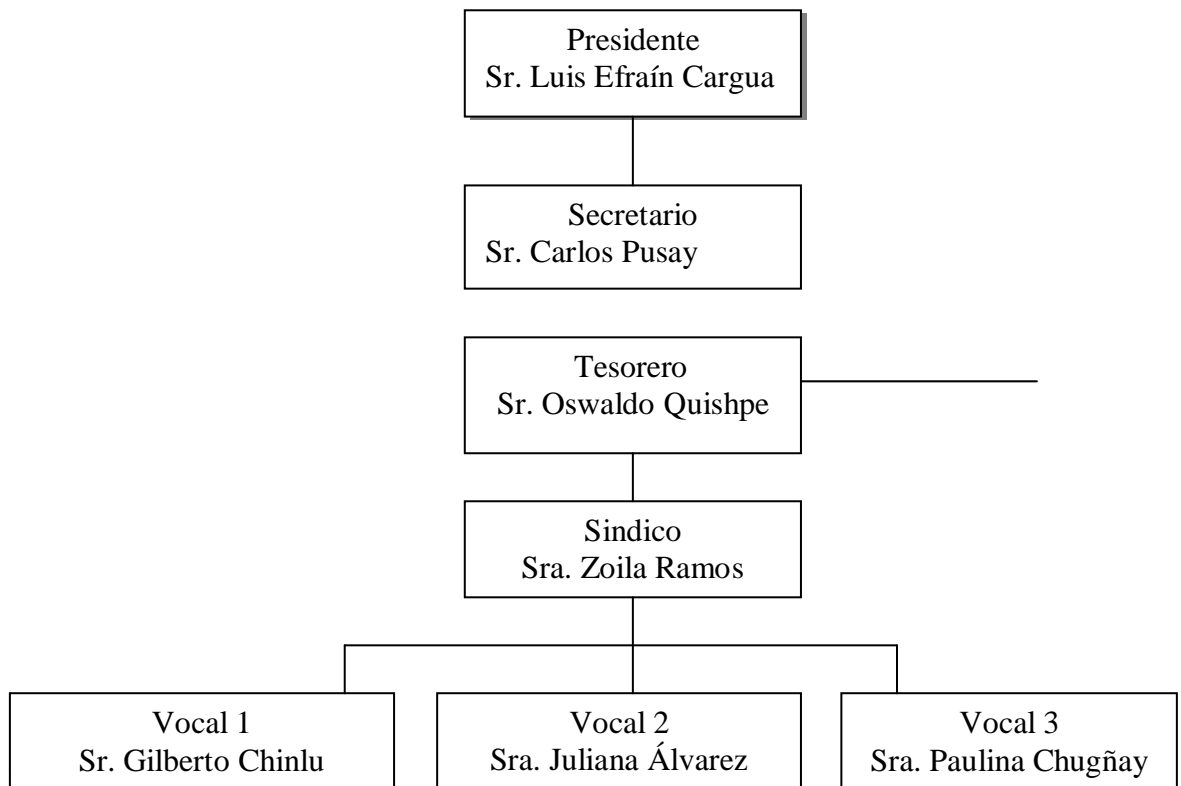 Presidente
Sr. Luis Efraín Cargua
Secretario
Sr. Carlos Pusay
Tesorero
Sr. Oswaldo Quishpe
Sindico
Sra. Zoila Ramos
Vocal 1
Sr. Gilberto Chinlu
Vocal 2
Sra. Juliana Álvarez
Vocal 3
Sra. Paulina Chugñay